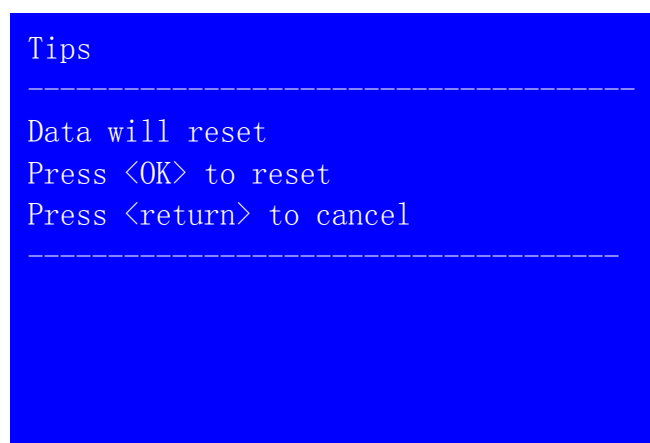 Tips
--------------------------------------
Data will reset
Press <OK> to reset
Press <return> to cancel
-------------------------------------